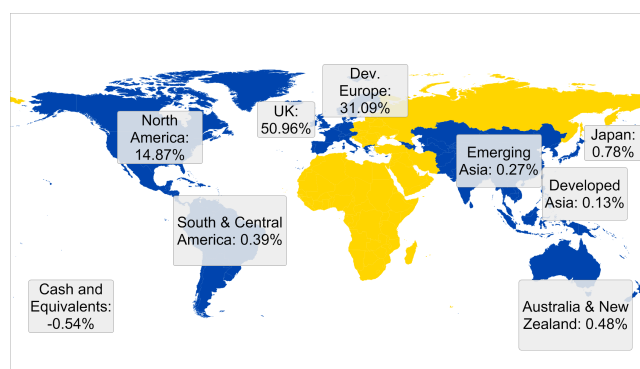 Dev.
Europe:
31.09%
UK:
50.96%
North
America:
14.87%
Japan:
0.78%
Emerging
Asia: 0.27%
Developed
Asia: 0.13%
South & Central
America: 0.39%
Cash and
Equivalents:
-0.54%
Australia & New
Zealand: 0.48%